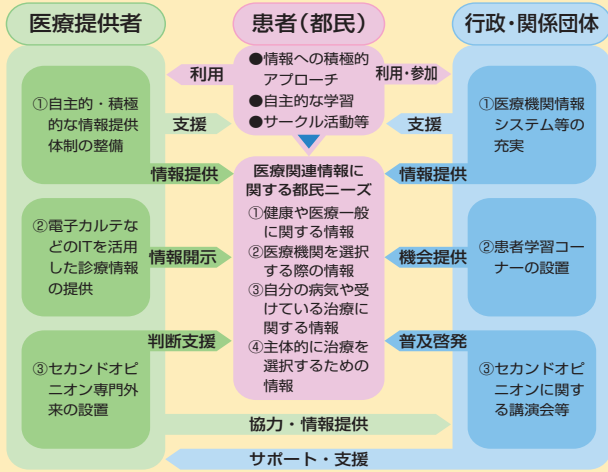 医療提供者
患者(都民)
行政・関係団体
利用
●情報への積極的
アプローチ
●自主的な学習
●サークル活動等
利用・参加
①自主的・積極
的な情報提供
体制の整備
支援
支援
①医療機関情報
システム等の
充実
情報提供
医療関連情報に
関する都民ニーズ
情報提供
①健康や医療一般
に関する情報
②医療機関を選択
する際の情報
③自分の病気や受
けている治療に
関する情報
④主体的に治療を
選択するための
情報
②電子カルテな
どのITを活用
した診療情報
の提供
情報開示
機会提供
②患者学習コー
ナーの設置
判断支援
普及啓発
③セカンドオピ
ニオン専門外
来の設置
③セカンドオピ
ニオンに関す
る講演会等
協力・情報提供
サポート・支援